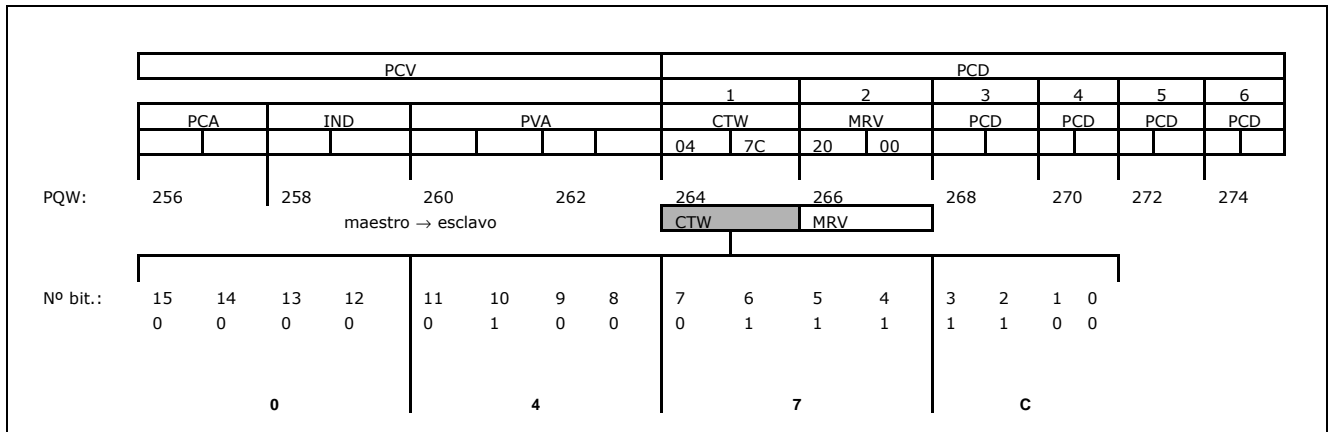 PCV PCD
1 2 3 4 5 6
PCA IND PVA CTW MRV PCD PCD PCD PCD
04 7C 20 00
PQW: 256 258 260 262 264 266 268 270 272 274
maestro → esclavo CTW MRV
Nº bit.: 15 14 13 12 11 10 9 8 7 6 5 4 3 2 1 0
0 0 0 0 0 1 0 0 0 1 1 1 1 1 0 0
0 4 7 C